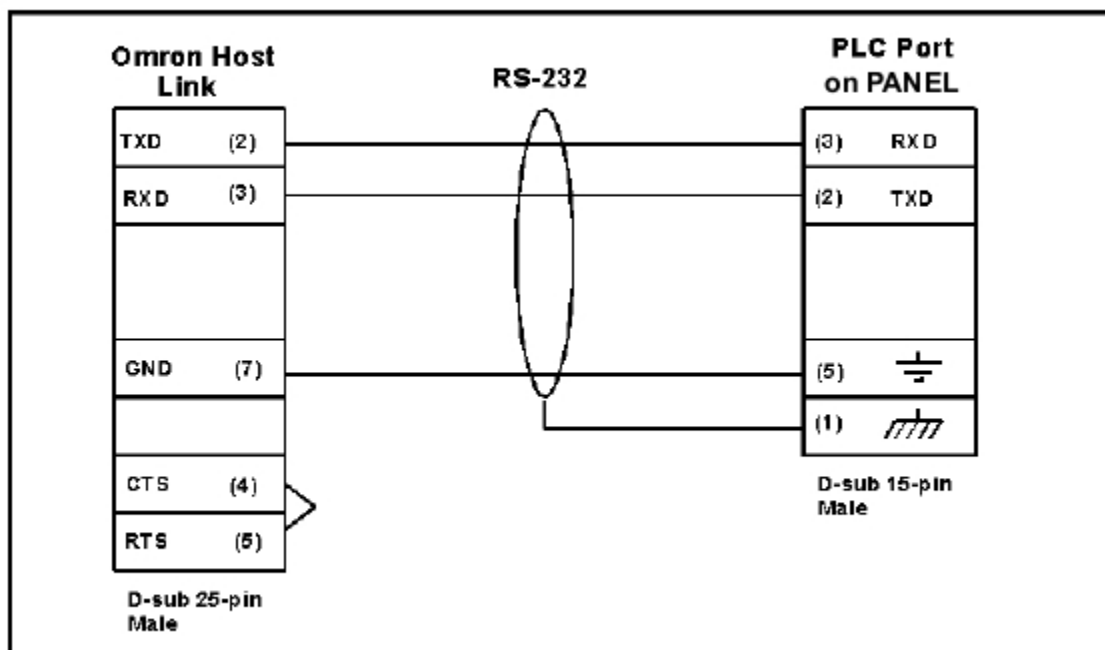 Omron Host
Link
RS-232
PLC Port
on PANEL
TXD (2)
(3) RXD
RXD (3)
(2) TXD
GND (7)
(5)
(1)
CTS (4)
RTS (5)
D-sub 15-pin
Male
D-sub 25-pin
Male